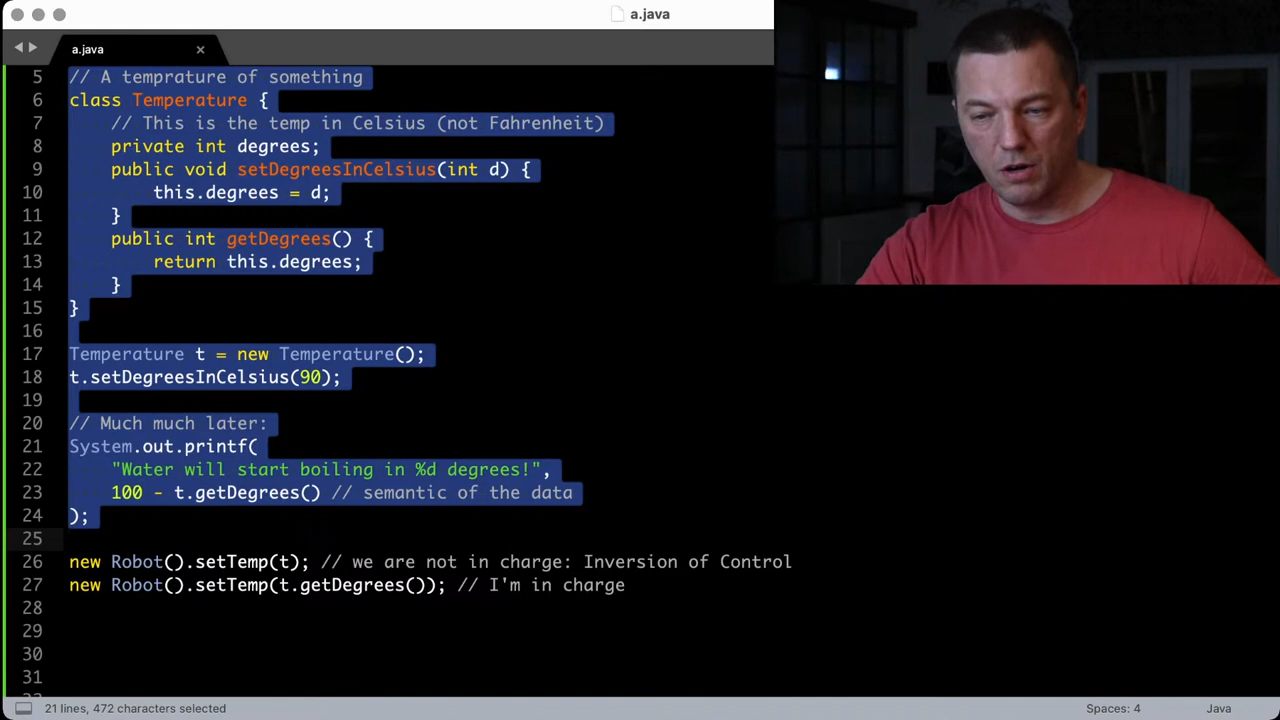 a.java
a.java ×
5 // A temprature of something
6 class Temperature {
7     // This is the temp in Celsius (not Fahrenheit)
8     private int degrees;
9     public void setDegreesInCelsius(int d) {
10         this.degrees = d;
11     }
12     public int getDegrees() {
13         return this.degrees;
14     }
15 }
16
17 Temperature t = new Temperature();
18 t.setDegreesInCelsius(90);
19
20 // Much much later:
21 System.out.printf(
22     "Water will start boiling in %d degrees!",
23     100 - t.getDegrees() // semantic of the data
24 );
25
26 new Robot().setTemp(t); // we are not in charge: Inversion of Control
27 new Robot().setTemp(t.getDegrees()); // I'm in charge
28
29
30
31
21 lines, 472 characters selected Spaces: 4 Java